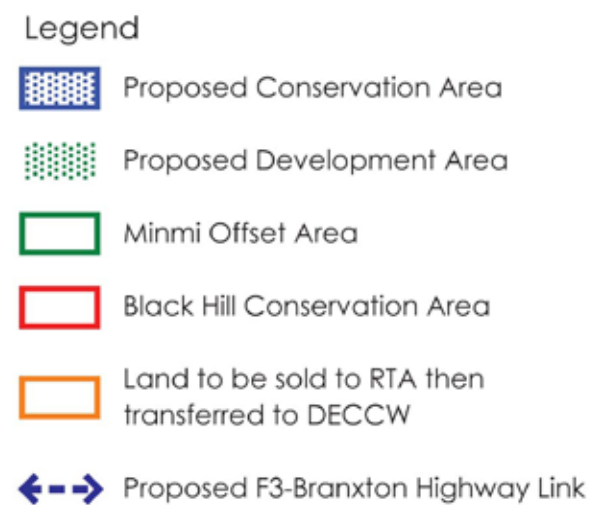 Legend
Proposed Conservation Area
Proposed Development Area
Minmi Offset Area
Black Hill Conservation Area
Land to be sold to RTA then
transferred to DECCW
Proposed F3-Branxton Highway Link